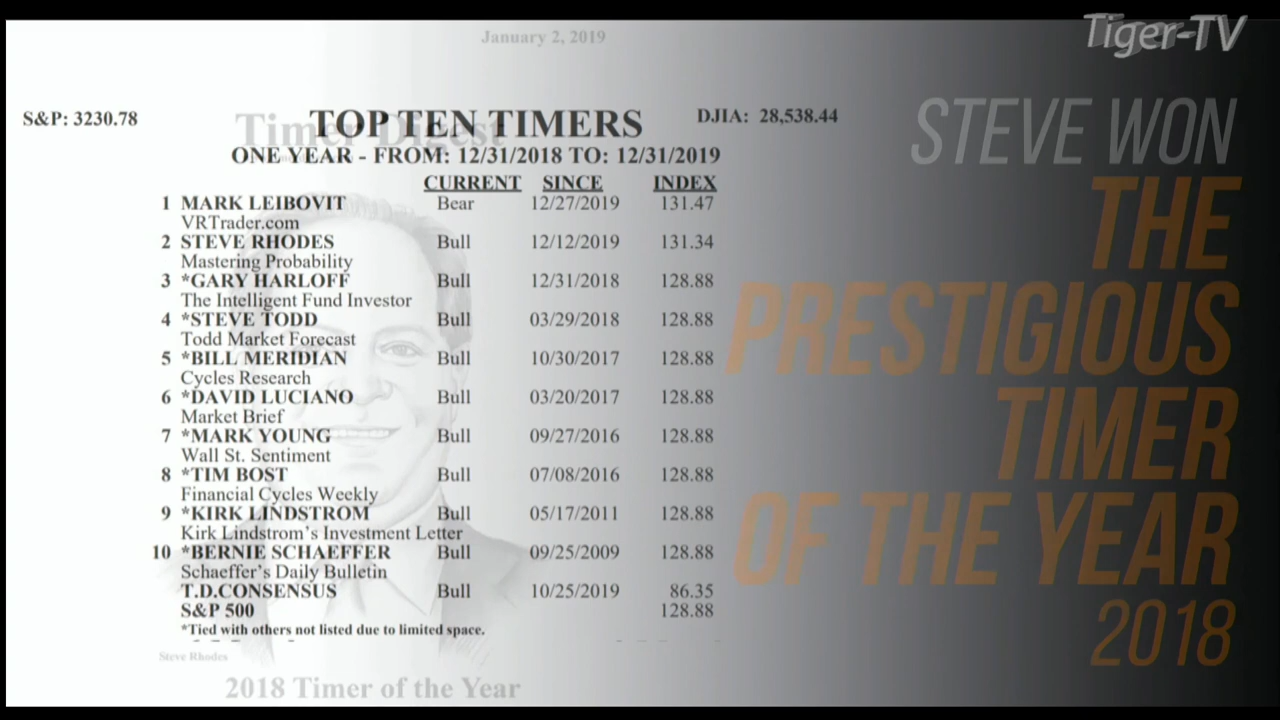 January 2, 2019
Tiger-TV
S&P: 3230.78
Timer Digest
TOP TEN TIMERS
DJIA: 28,538.44
ONE YEAR - FROM: 12/31/2018 TO: 12/31/2019
CURRENT SINCE INDEX
1 MARK LEIBOVIT Bear 12/27/2019 131.47
VRTrader.com
2 STEVE RHODES Bull 12/12/2019 131.34
Mastering Probability
3 *GARY HARLOFF Bull 12/31/2018 128.88
The Intelligent Fund Investor
4 *STEVE TODD Bull 03/29/2018 128.88
Todd Market Forecast
5 *BILL MERIDIAN Bull 10/30/2017 128.88
Cycles Research
6 *DAVID LUCIANO Bull 03/20/2017 128.88
Market Brief
7 *MARK YOUNG Bull 09/27/2016 128.88
Wall St. Sentiment
8 *TIM BOST Bull 07/08/2016 128.88
Financial Cycles Weekly
9 *KIRK LINDSTROM Bull 05/17/2011 128.88
Kirk Lindstrom's Investment Letter
10 *BERNIE SCHAEFFER Bull 09/25/2009 128.88
Schaeffer's Daily Bulletin
T.D.CONSENSUS Bull 10/25/2019 86.35
S&P 500 128.88
*Tied with others not listed due to limited space.
Steve Rhodes
2018 Timer of the Year
STEVE WON
THE
PRESTIGIOUS
TIMER
OF THE YEAR
2018